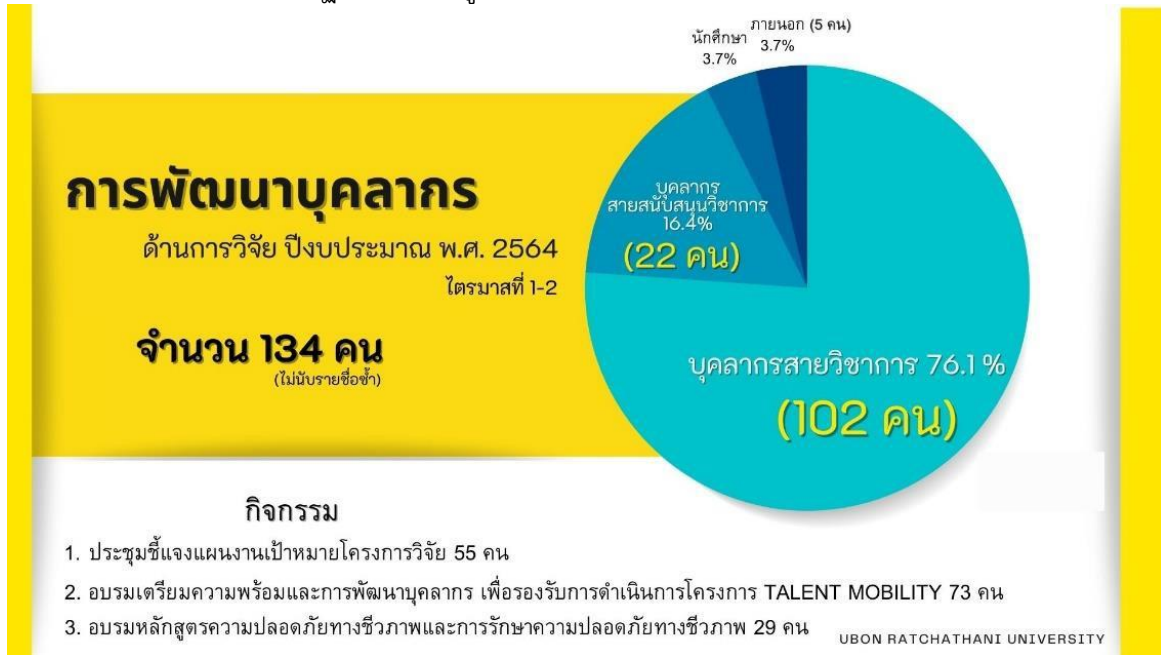 การพัฒนาบุคลากร
ด้านการวิจัย ปีงบประมาณ พ.ศ. 2564
ไตรมาสที่ 1-2
จำนวน 134 คน
(ไม่นับรายชื่อซ้ำ)
ภายนอก (5 คน)
3.7%
นักศึกษา
3.7%
บุคลากร
สายสนับสนุนวิชาการ
16.4%
(22 คน)
บุคลากรสายวิชาการ 76.1%
(102 คน)
กิจกรรม
1. ประชุมชี้แจงแผนงานเป้าหมายโครงการวิจัย 55 คน
2. อบรมเตรียมความพร้อมและการพัฒนาบุคลากร เพื่อรองรับการดำเนินการโครงการ TALENT MOBILITY 73 คน
3. อบรมหลักสูตรความปลอดภัยทางชีวภาพและการรักษาความปลอดภัยทางชีวภาพ 29 คน
UBON RATCHATHANI UNIVERSITY